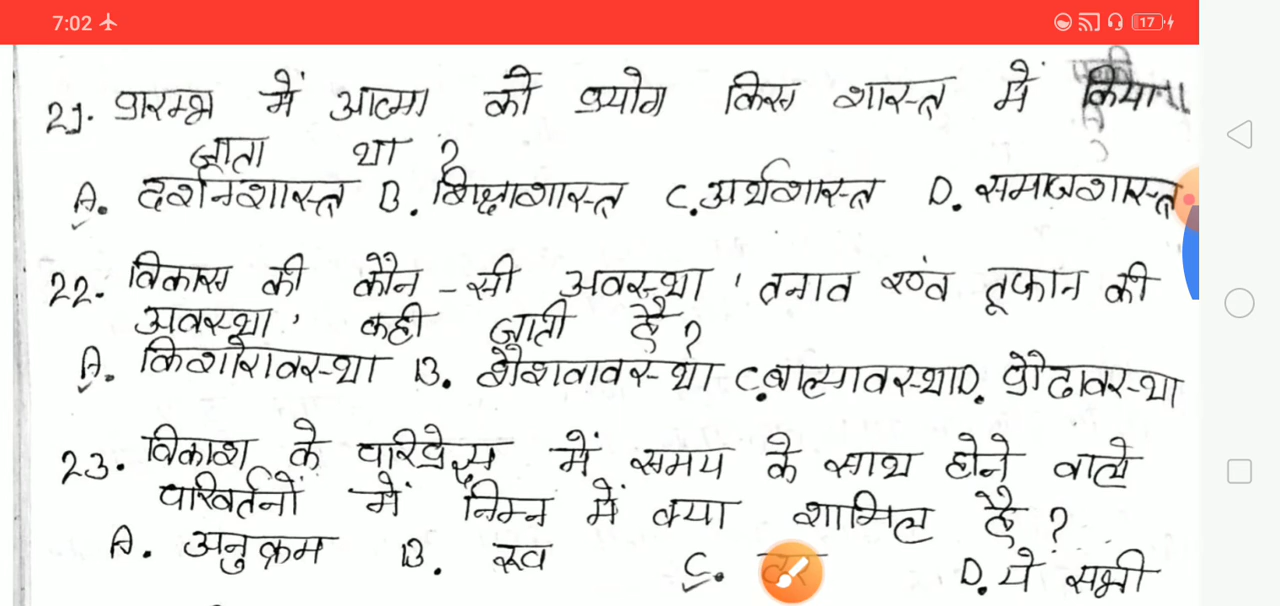 7:02
17
21. प्रारम्भ में आत्मा की प्रयोग किस शास्त्र में किया
जाता था ?
A. दर्शनशास्त्र B. शिक्षाशास्त्र C. अर्थशास्त्र D. समाजशास्त्र
22. विकास की कौन - सी अवस्था ' तनाव एवं तूफान की
अवस्था ' कही जाती है ?
A. किशोरावस्था B. शैशवावस्था C. बाल्यावस्था D. प्रौढावस्था
23. विकाश के परिप्रेक्ष्य में समय के साथ होने वाले
परिवर्तनों में निम्न में क्या शामिल है ?
A. अनुक्रम B. रूव C. D. ये सभी